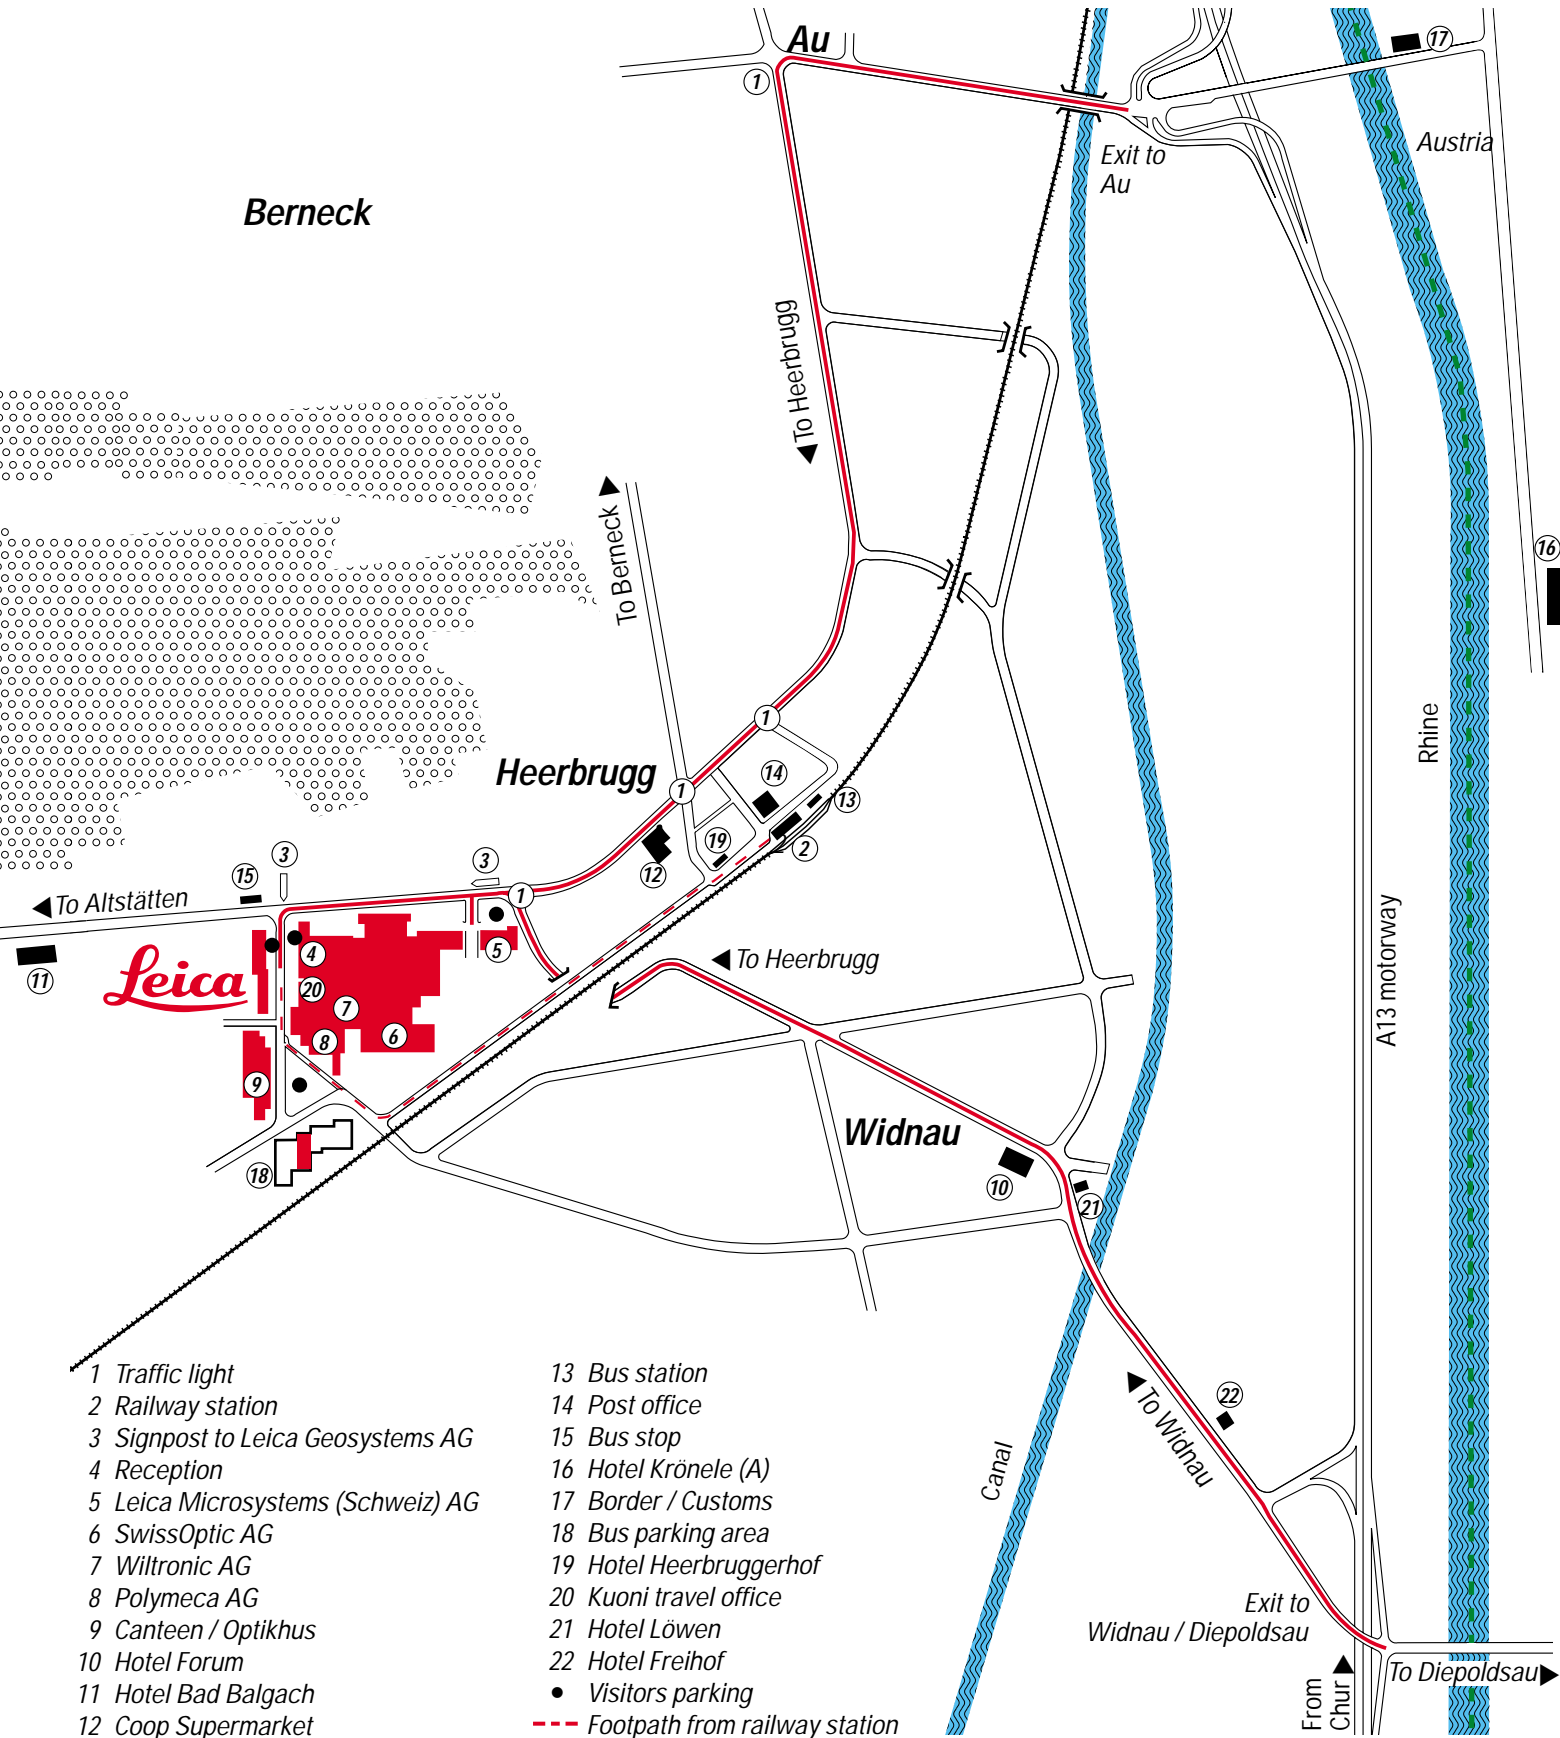 Au
17
1
Austria
Exit to
Au
Berneck
To Heerbrugg
To Berneck
16
Rhine
1
Heerbrugg
14
1
13
19
2
12
3
3
15
1
To Altstätten
A13 motorway
4
5
To Heerbrugg
11
Leica
20
7
6
8
9
Widnau
18
10
21
To Widnau
22
Canal
Exit to
Widnau / Diepoldsau
To Diepoldsau
From
Chur
1 Traffic light
2 Railway station
3 Signpost to Leica Geosystems AG
4 Reception
5 Leica Microsystems (Schweiz) AG
6 SwissOptic AG
7 Wiltronic AG
8 Polymeca AG
9 Canteen / Optikhus
10 Hotel Forum
11 Hotel Bad Balgach
12 Coop Supermarket
13 Bus station
14 Post office
15 Bus stop
16 Hotel Krönele (A)
17 Border / Customs
18 Bus parking area
19 Hotel Heerbruggerhof
20 Kuoni travel office
21 Hotel Löwen
22 Hotel Freihof
Visitors parking
Footpath from railway station